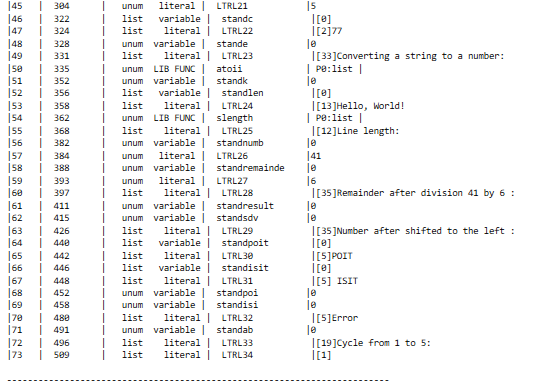 |45 | 304 | unum literal | LTRL21 |5
|46 | 322 | list variable | standc |[0]
|47 | 324 | list literal | LTRL22 |[2]77
|48 | 328 | unum variable | stande |0
|49 | 331 | list literal | LTRL23 |[33]Converting a string to a number:
|50 | 335 | unum LIB FUNC | atoii | P0:list |
|51 | 352 | unum variable | standk |0
|52 | 356 | list variable | standlen |[0]
|53 | 358 | list literal | LTRL24 |[13]Hello, World!
|54 | 362 | unum LIB FUNC | slength | P0:list |
|55 | 368 | list literal | LTRL25 |[12]Line length:
|56 | 382 | unum variable | standnumb |0
|57 | 384 | unum literal | LTRL26 |41
|58 | 388 | unum variable | standremainde |0
|59 | 393 | unum literal | LTRL27 |6
|60 | 397 | list literal | LTRL28 |[35]Remainder after division 41 by 6 :
|61 | 411 | unum variable | standresult |0
|62 | 415 | unum variable | standsdv |0
|63 | 426 | list literal | LTRL29 |[35]Number after shifted to the left :
|64 | 440 | list variable | standpoit |[0]
|65 | 442 | list literal | LTRL30 |[5]POIT
|66 | 446 | list variable | standisit |[0]
|67 | 448 | list literal | LTRL31 |[5] ISIT
|68 | 452 | unum variable | standpoi |0
|69 | 458 | unum variable | standisi |0
|70 | 480 | list literal | LTRL32 |[5]Error
|71 | 491 | unum variable | standab |0
|72 | 496 | list literal | LTRL33 |[19]Cycle from 1 to 5:
|73 | 509 | list literal | LTRL34 |[1]
-------------------------------------------------------------------------